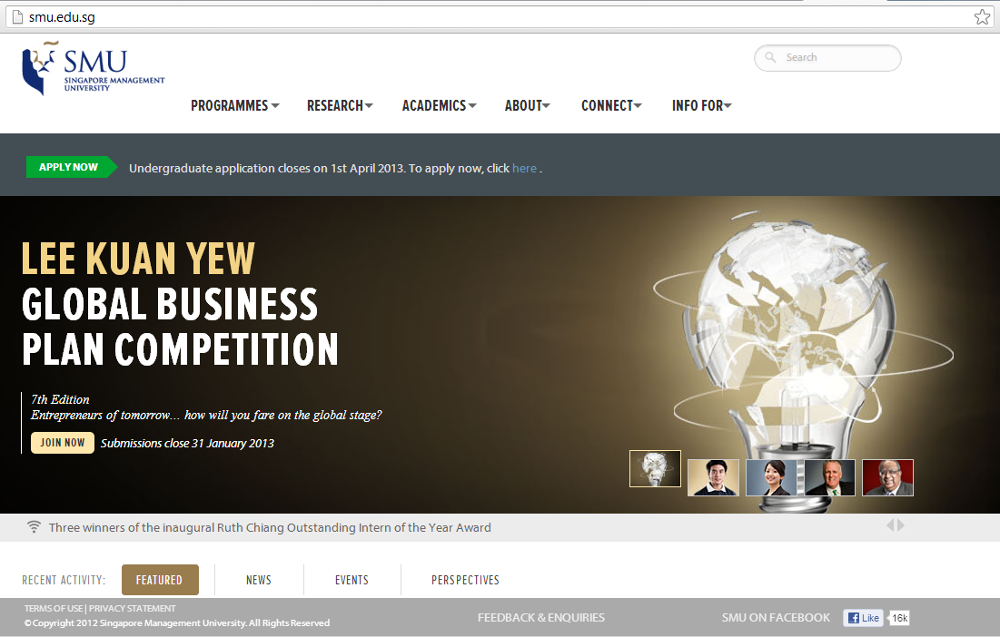 smu.edu.sg
SMU
SINGAPORE MANAGEMENT
UNIVERSITY
Search
PROGRAMMES RESEARCH ACADEMICS ABOUT CONNECT INFO FOR
APPLY NOW Undergraduate application closes on 1st April 2013. To apply now, click here .
LEE KUAN YEW
GLOBAL BUSINESS
PLAN COMPETITION
7th Edition
Entrepreneurs of tomorrow... how will you fare on the global stage?
JOIN NOW Submissions close 31 January 2013
Three winners of the inaugural Ruth Chiang Outstanding Intern of the Year Award
RECENT ACTIVITY: FEATURED NEWS EVENTS PERSPECTIVES
TERMS OF USE | PRIVACY STATEMENT
© Copyright 2012 Singapore Management University. All Rights Reserved
FEEDBACK & ENQUIRIES
SMU ON FACEBOOK Like 16k